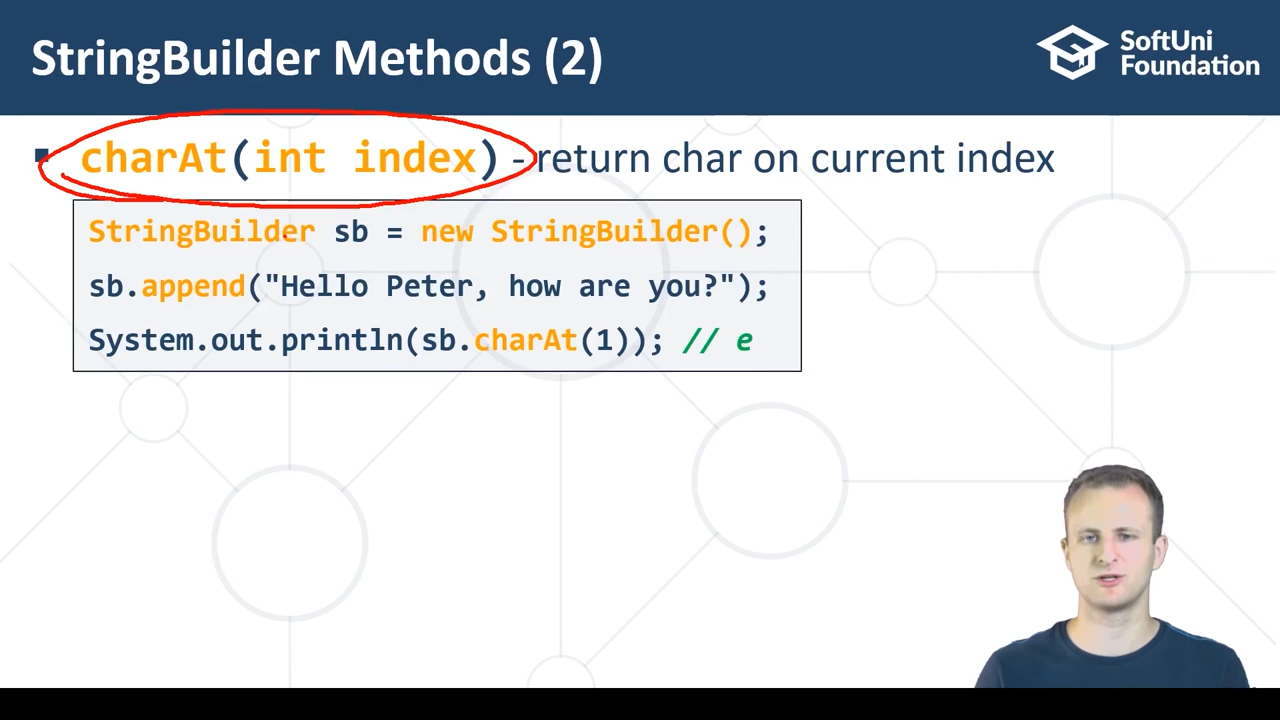 StringBuilder Methods (2)
SoftUni
Foundation
charAt(int index) - return char on current index
StringBuilder sb = new StringBuilder();
sb.append("Hello Peter, how are you?");
System.out.println(sb.charAt(1)); // e